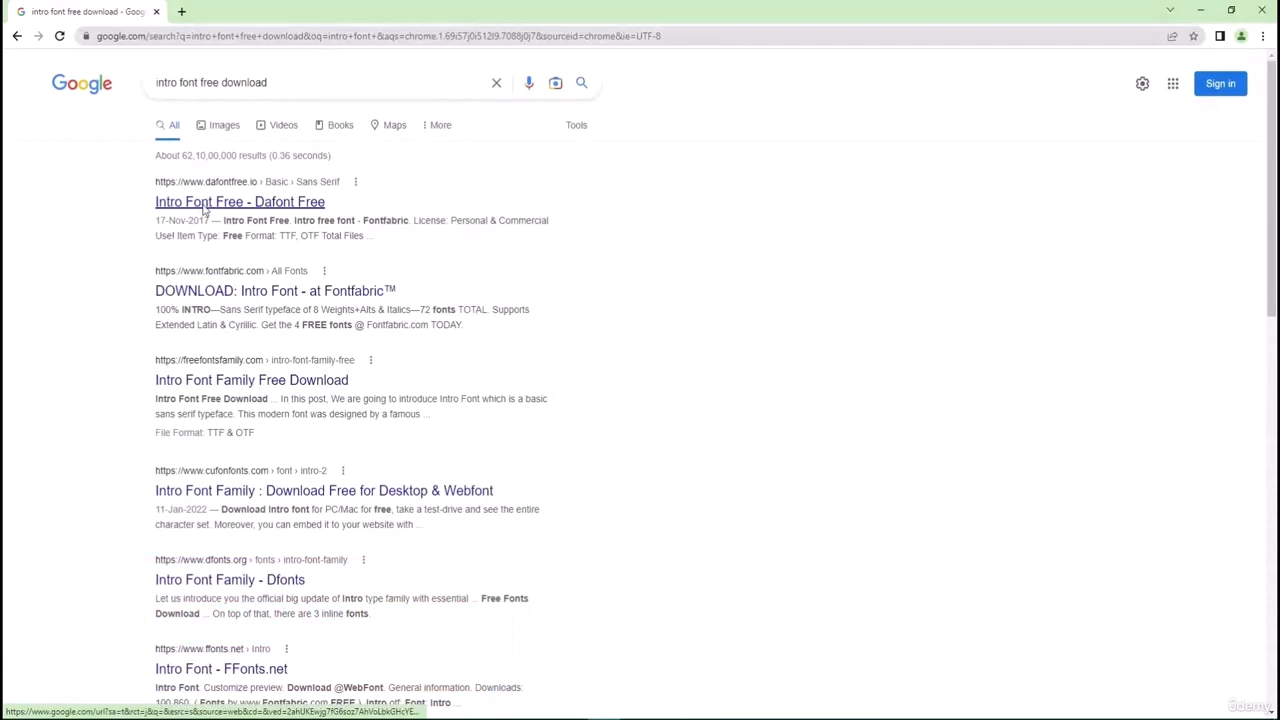 intro font free download - Goog
google.com/search?q=intro+font+free+download&oq=intro+font+&aqs=chrome.1.69i57j0i512l9.7088j0j7&sourceid=chrome&ie=UTF-8
Google
intro font free download
Sign in
All Images Videos Books Maps More Tools
About 62,10,00,000 results (0.36 seconds)
https://www.dafontfree.io › Basic › Sans Serif
Intro Font Free - Dafont Free
17-Nov-2017 — Intro Font Free. Intro free font - Fontfabric. License: Personal & Commercial
Use! Item Type: Free Format: TTF, OTF Total Files ...
https://www.fontfabric.com › All Fonts
DOWNLOAD: Intro Font - at Fontfabric™
100% INTRO—Sans Serif typeface of 8 Weights+Alts & Italics—72 fonts TOTAL. Supports
Extended Latin & Cyrillic. Get the 4 FREE fonts @ Fontfabric.com TODAY.
https://freefontsfamily.com › intro-font-family-free
Intro Font Family Free Download
Intro Font Free Download ... In this post, We are going to introduce Intro Font which is a basic
sans serif typeface. This modern font was designed by a famous ...
File Format: TTF & OTF
https://www.cufonfonts.com › font › intro-2
Intro Font Family : Download Free for Desktop & Webfont
11-Jan-2022 — Download Intro font for PC/Mac for free, take a test-drive and see the entire
character set. Moreover, you can embed it to your website with ...
https://www.dfonts.org › fonts › intro-font-family
Intro Font Family - Dfonts
Let us introduce you the official big update of Intro type family with essential ... Free Fonts
Download ... On top of that, there are 3 inline fonts.
https://www.ffonts.net › Intro
Intro Font - FFonts.net
Intro Font. Customize preview. Download @WebFont. General information. Downloads:
100,860. ( Fonts by www.Fontfabric.com FREE ). Intro.otf; Font, Intro ...
udemy